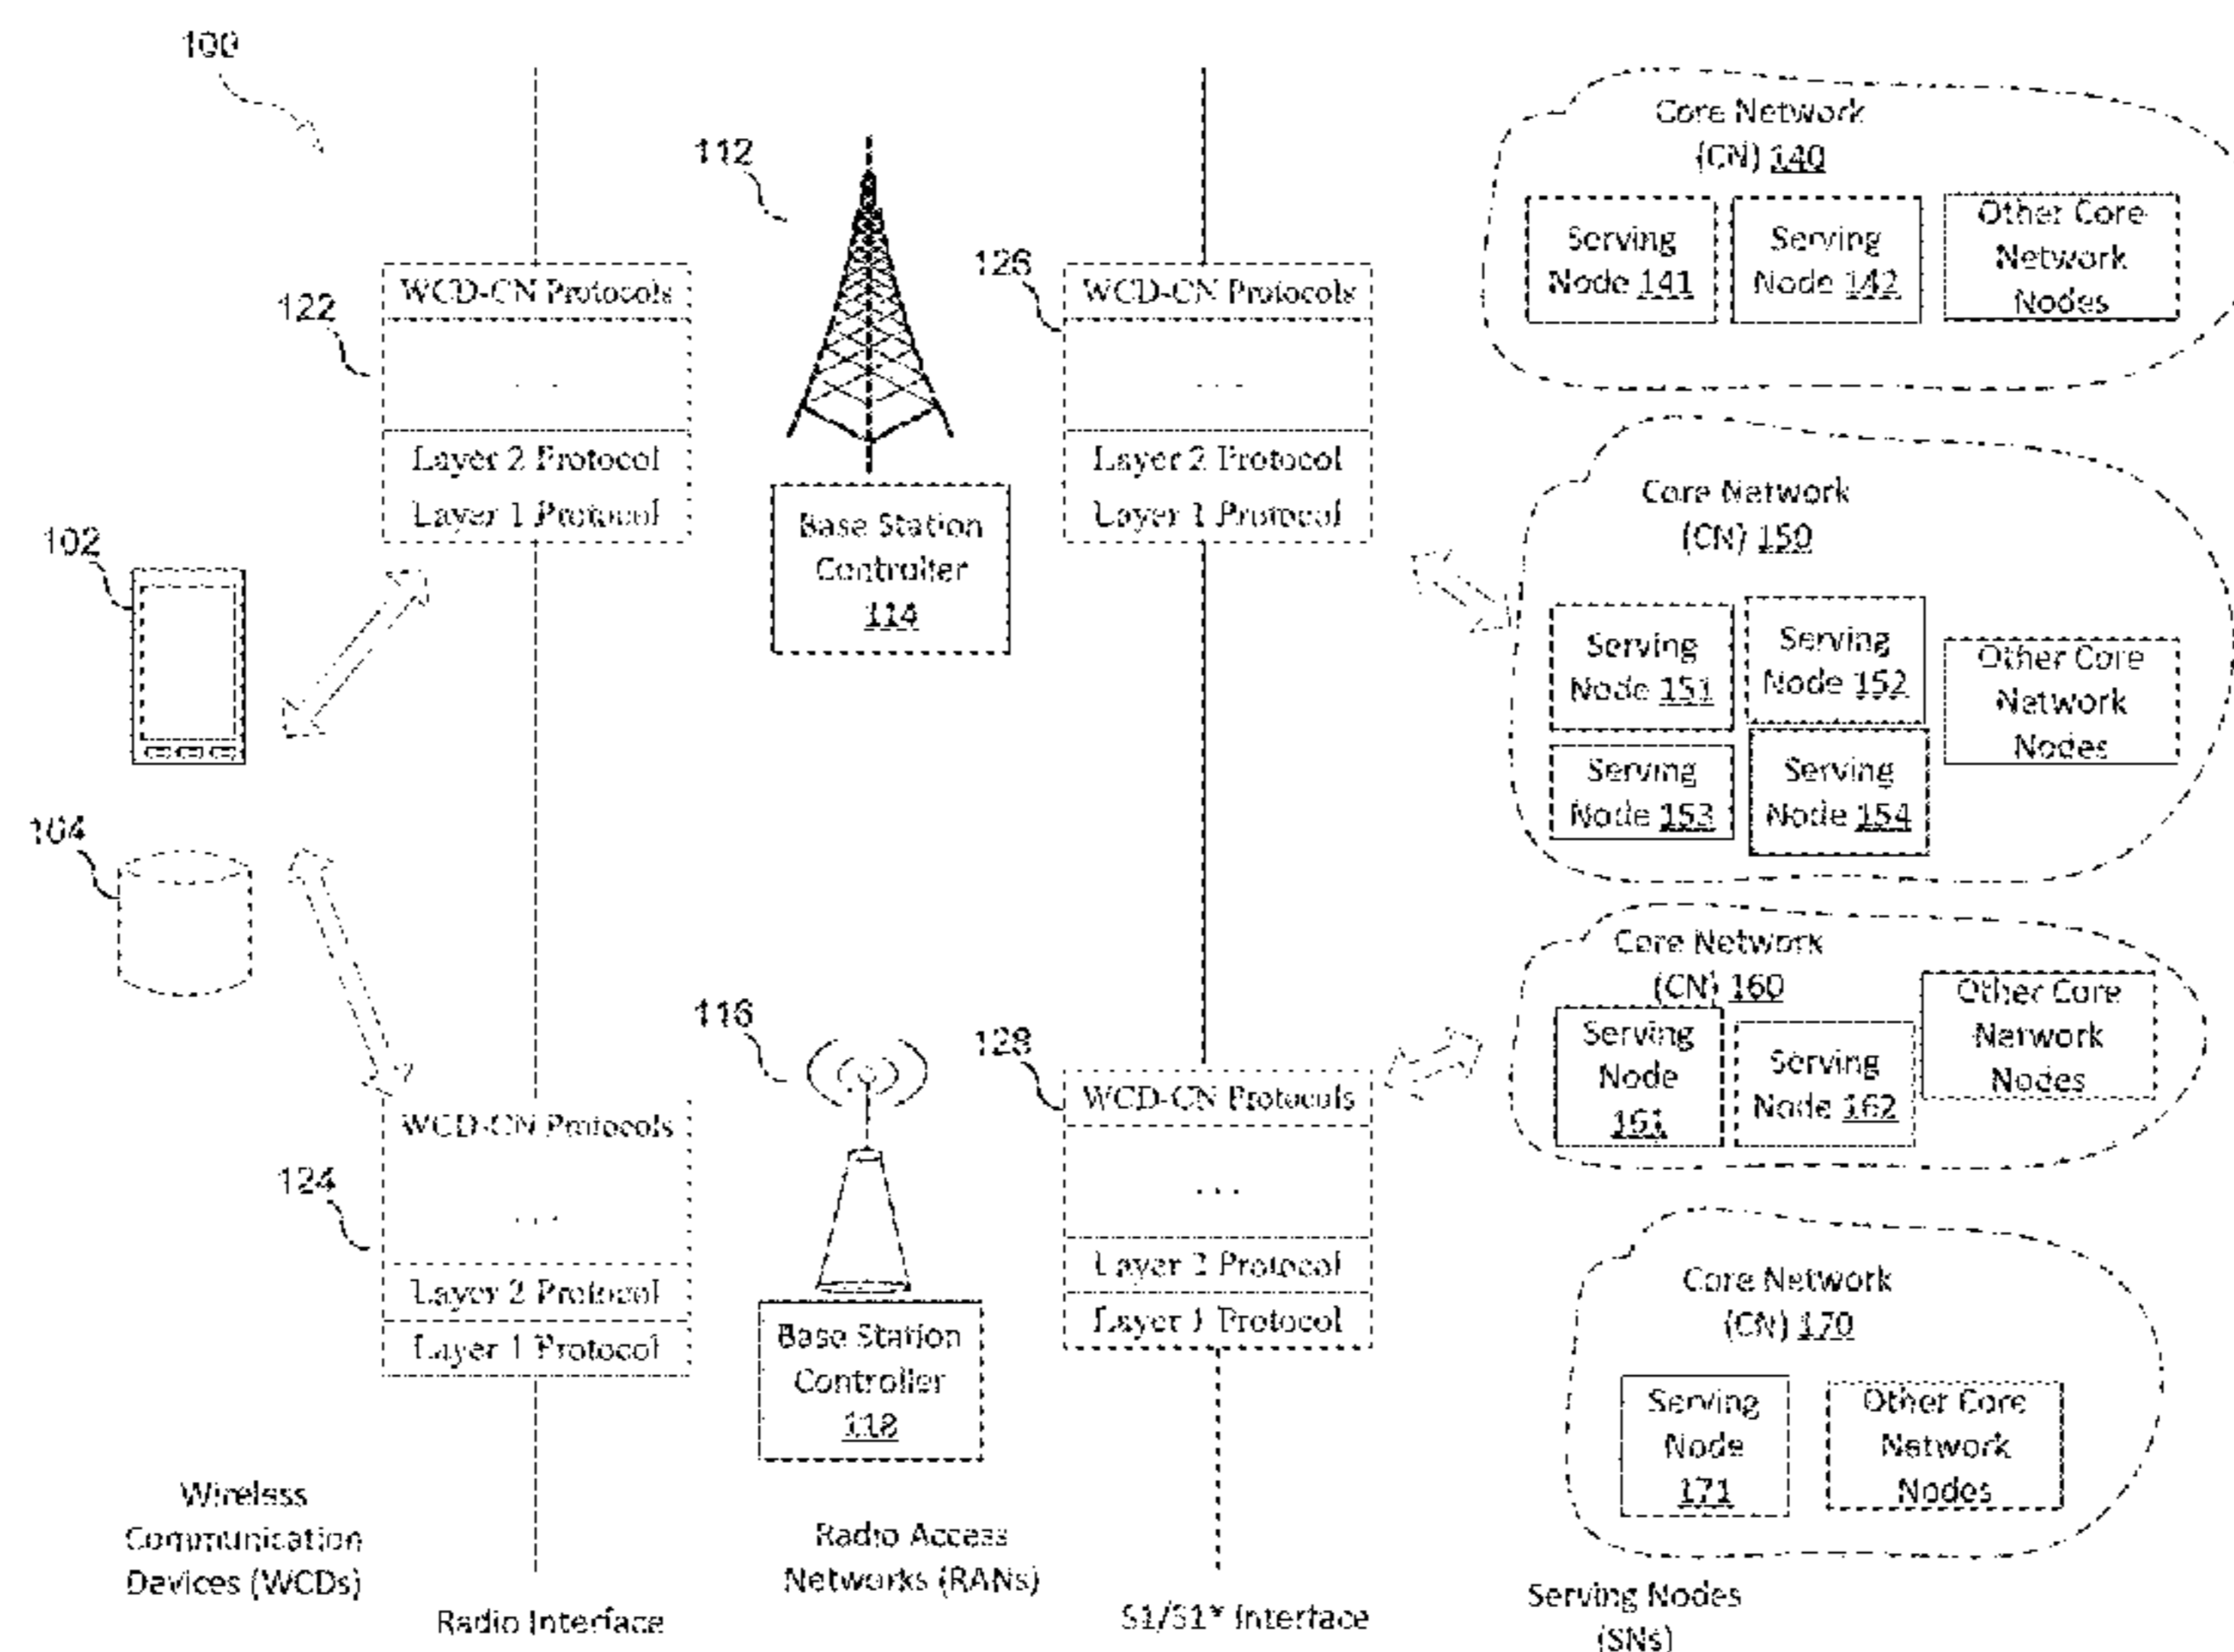 100
112
126
122
WCD-CN Protocols
. . .
Layer 2 Protocol
Layer 1 Protocol
Base Station
Controller
114
WCD-CN Protocols
. . .
Layer 2 Protocol
Layer 1 Protocol
Core Network
(CN) 140
Serving
Node 141
Serving
Node 142
Other Core
Network
Nodes
102
104
Core Network
(CN) 150
Serving
Node 151
Serving
Node 152
Serving
Node 153
Serving
Node 154
Other Core
Network
Nodes
116
128
124
WCD-CN Protocols
. . .
Layer 2 Protocol
Layer 1 Protocol
Base Station
Controller
118
WCD-CN Protocols
. . .
Layer 2 Protocol
Layer 1 Protocol
Core Network
(CN) 160
Serving
Node
161
Serving
Node 162
Other Core
Network
Nodes
Core Network
(CN) 170
Serving
Node
171
Other Core
Network
Nodes
Wireless
Communication
Devices (WCDs)
Radio Interface
Radio Access
Networks (RANs)
S1/S1* Interface
Serving Nodes
(SNs)